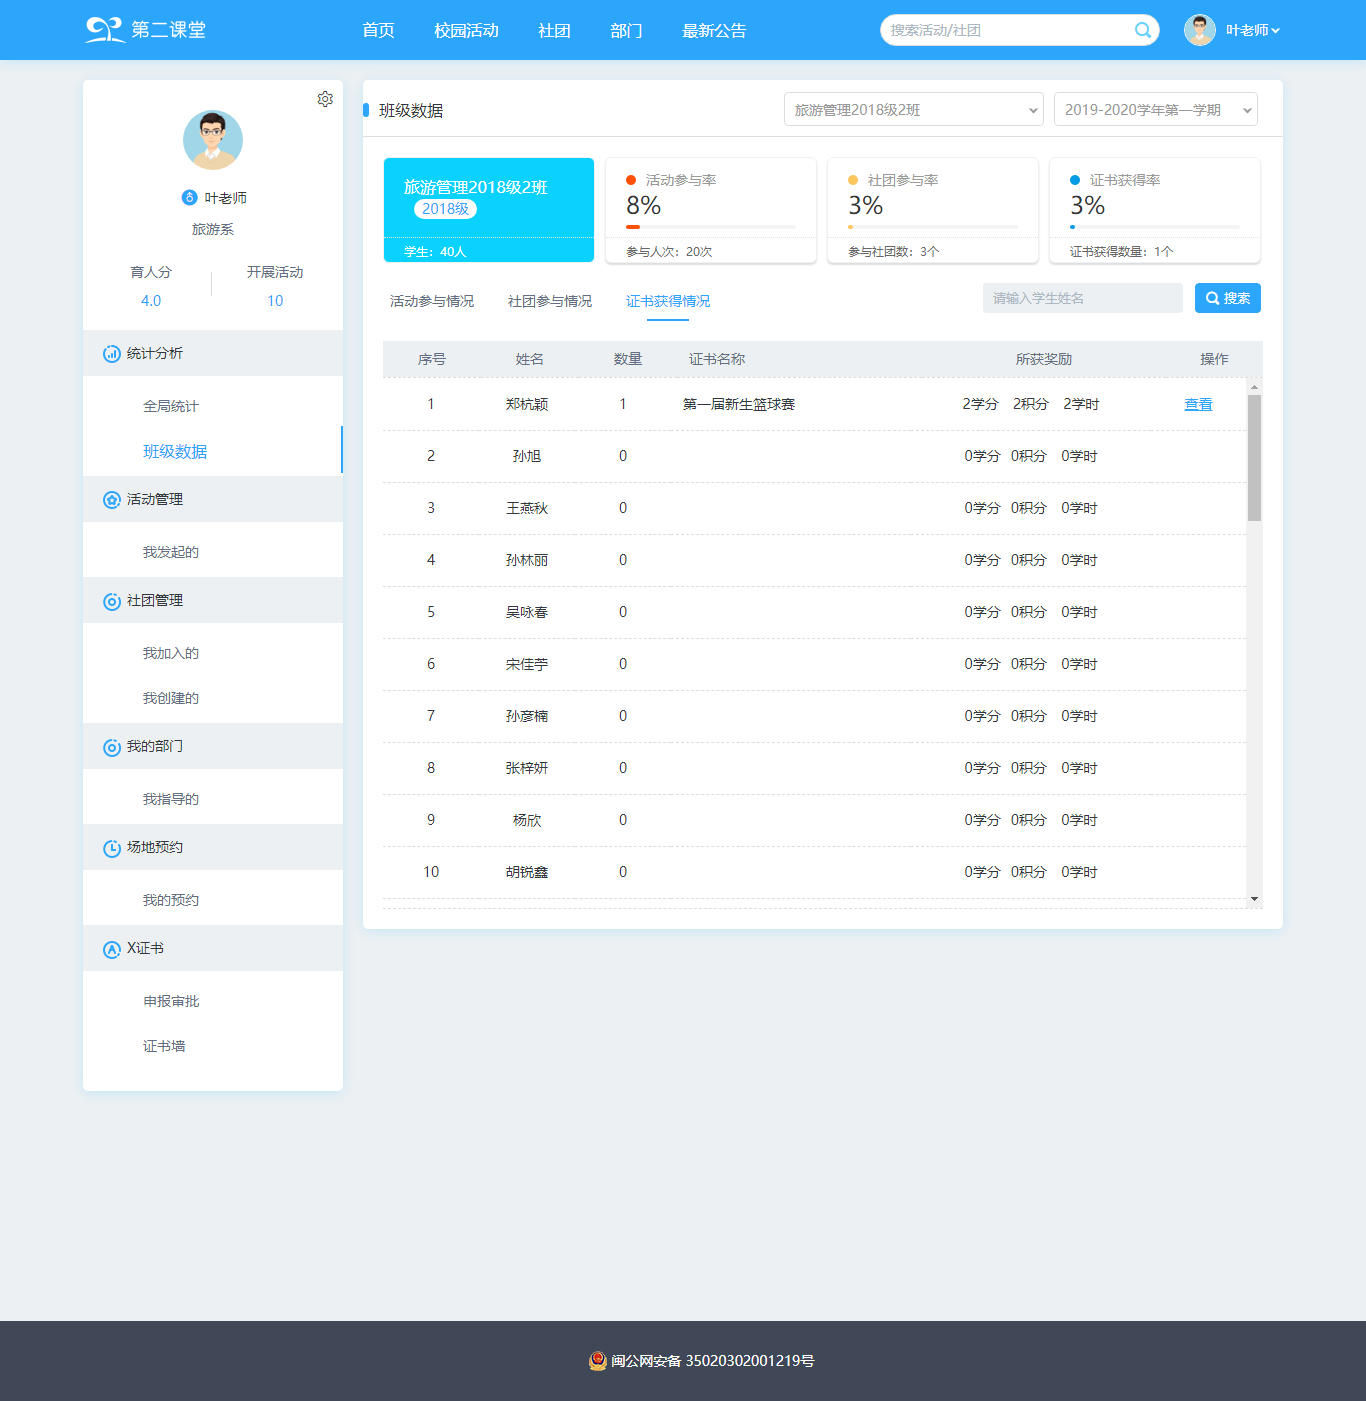 第二课堂 首页 校园活动 社团 部门 最新公告 搜索活动/社团 叶老师
叶老师
旅游系
育人分 开展活动
4.0 10
统计分析
全局统计
班级数据
活动管理
我发起的
社团管理
我加入的
我创建的
我的部门
我指导的
场地预约
我的预约
X证书
申报审批
证书墙
班级数据 旅游管理2018级2班 2019-2020学年第一学期
旅游管理2018级2班
2018级
学生：40人
活动参与率
8%
参与人次：20次
社团参与率
3%
参与社团数：3个
证书获得率
3%
证书获得数量：1个
活动参与情况 社团参与情况 证书获得情况 请输入学生姓名 搜索
序号 姓名 数量 证书名称 所获奖励 操作
1 郑杭颖 1 第一届新生篮球赛 2学分 2积分 2学时 查看
2 孙旭 0 0学分 0积分 0学时
3 王燕秋 0 0学分 0积分 0学时
4 孙林丽 0 0学分 0积分 0学时
5 吴咏春 0 0学分 0积分 0学时
6 宋佳苧 0 0学分 0积分 0学时
7 孙彦楠 0 0学分 0积分 0学时
8 张梓妍 0 0学分 0积分 0学时
9 杨欣 0 0学分 0积分 0学时
10 胡锐鑫 0 0学分 0积分 0学时
闽公网安备 35020302001219号